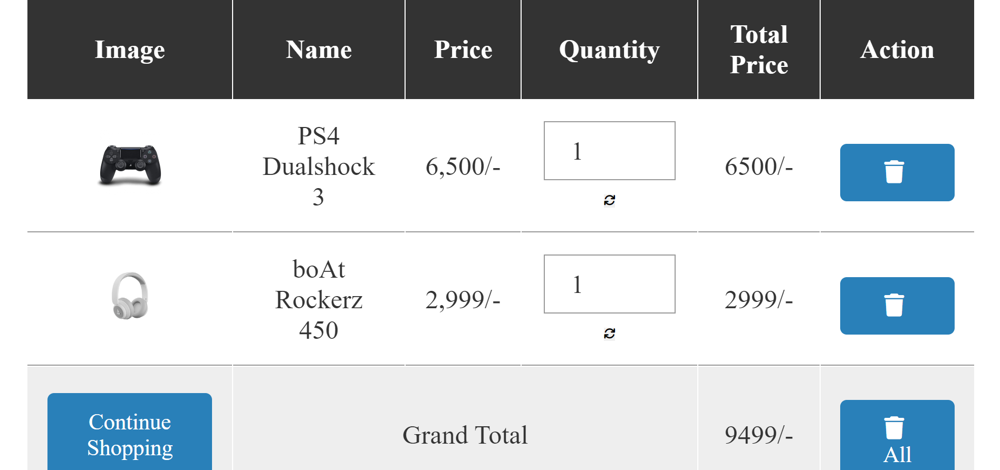 Image Name Price Quantity Total Price Action
PS4
Dualshock
3
6,500/- 1 6500/-
boAt
Rockerz
450
2,999/- 1 2999/-
Continue
Shopping
Grand Total 9499/-
All